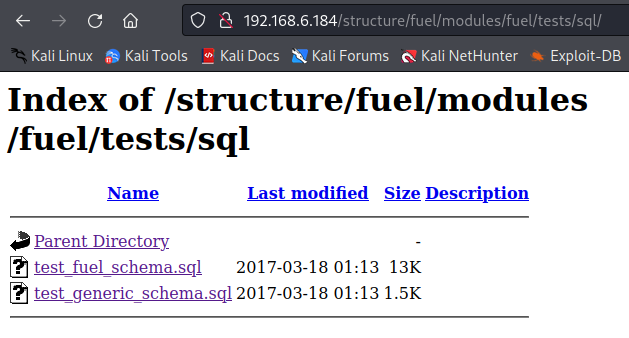 192.168.6.184/structure/fuel/modules/fuel/tests/sql/
Kali Linux Kali Tools Kali Docs Kali Forums Kali NetHunter Exploit-DB
Index of /structure/fuel/modules
/fuel/tests/sql
Name Last modified Size Description
Parent Directory -
test_fuel_schema.sql 2017-03-18 01:13 13K
test_generic_schema.sql 2017-03-18 01:13 1.5K